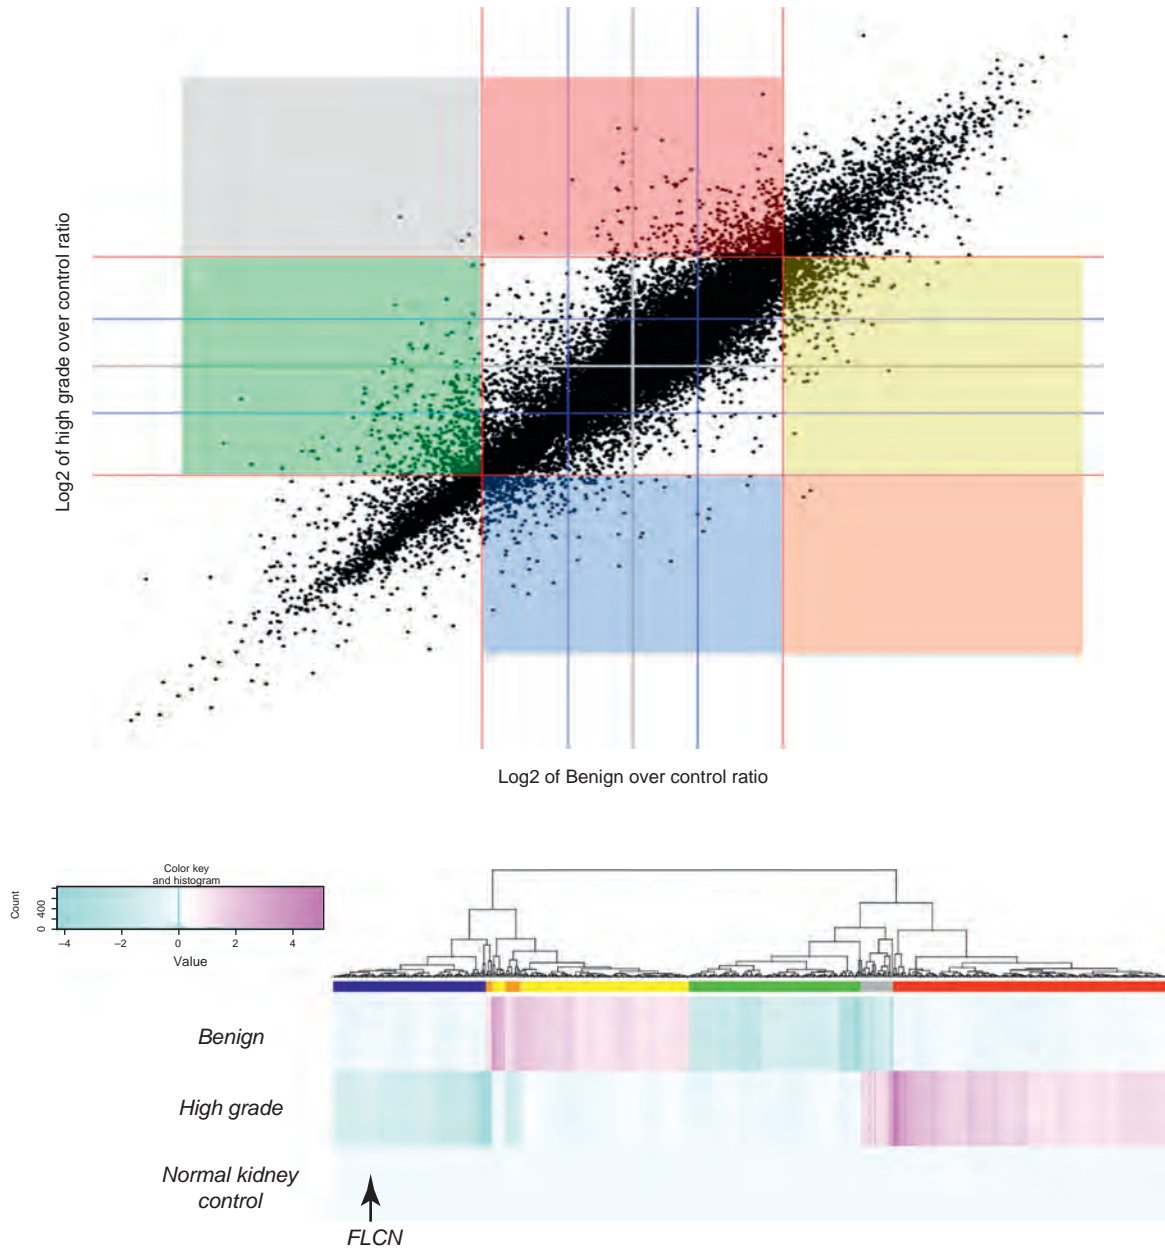 Log2 of high grade over control ratio
Log2 of Benign over control ratio
Color key
and histogram
Count
0 400
−4 −2 0 2 4
Value
Benign
High grade
Normal kidney
control
FLCN